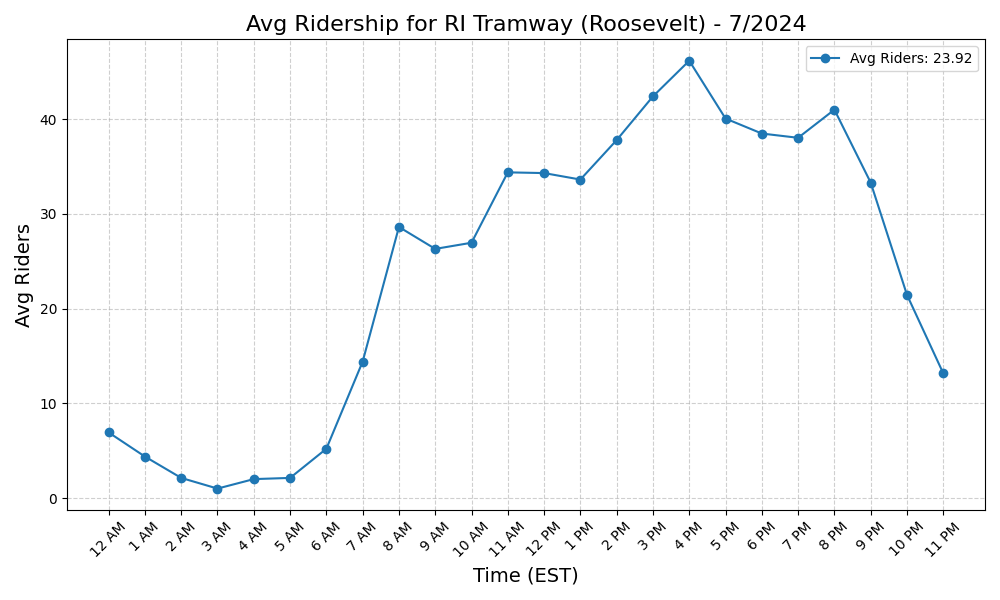 Avg Ridership for RI Tramway (Roosevelt) - 7/2024
Avg Riders: 23.92
Avg Riders
40
30
20
10
0
12 AM
1 AM
2 AM
3 AM
4 AM
5 AM
6 AM
7 AM
8 AM
9 AM
10 AM
11 AM
12 PM
1 PM
2 PM
3 PM
4 PM
5 PM
6 PM
7 PM
8 PM
9 PM
10 PM
11 PM
Time (EST)